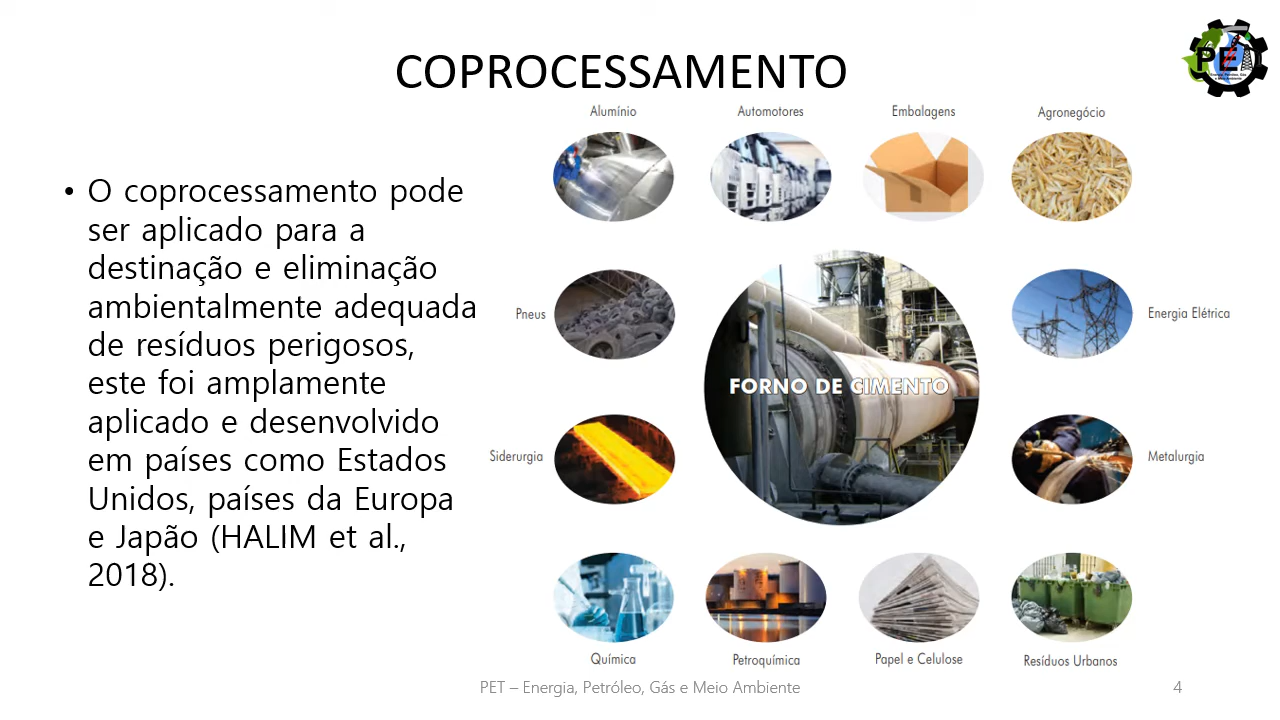 COPROCESSAMENTO
PET
• O coprocessamento pode
ser aplicado para a
destinação e eliminação
ambientalmente adequada
de resíduos perigosos,
este foi amplamente
aplicado e desenvolvido
em países como Estados
Unidos, países da Europa
e Japão (HALIM et al.,
2018).
Alumínio
Automotores
Embalagens
Agronegócio
Pneus
FORNO DE CIMENTO
Energia Elétrica
Siderurgia
Metalurgia
Química
Petroquímica
Papel e Celulose
Resíduos Urbanos
PET – Energia, Petróleo, Gás e Meio Ambiente
4